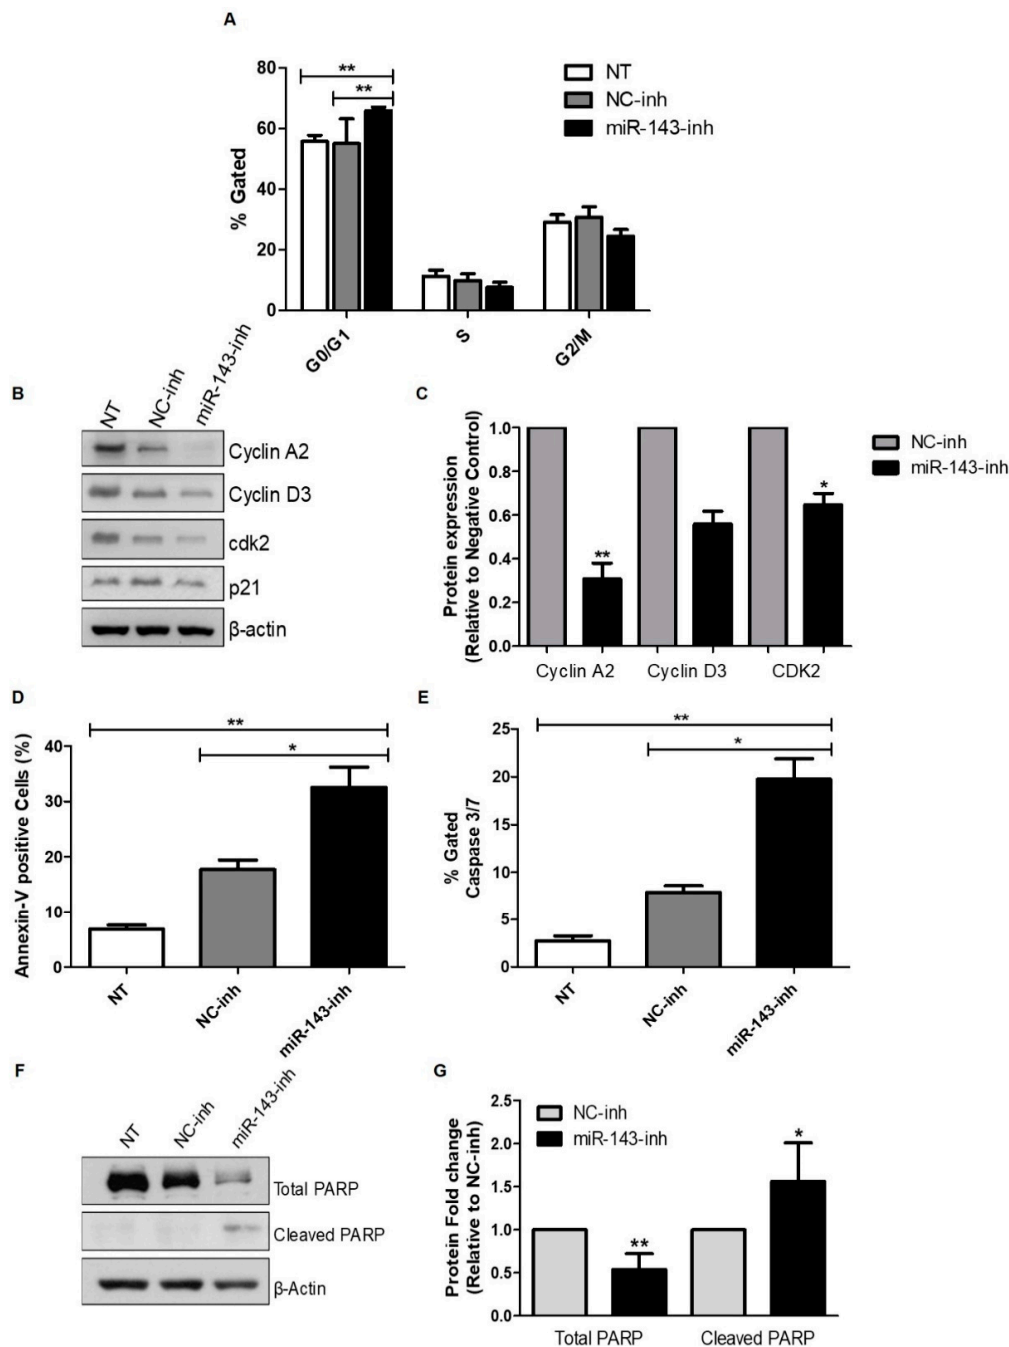 A
**
**
NT
NC-inh
miR-143-inh
% Gated
80
60
40
20
0
G0/G1
S
G2/M
B
NT
NC-inh
miR-143-inh
Cyclin A2
Cyclin D3
cdk2
p21
β-actin
C
Protein expression
(Relative to Negative Control)
1.0
0.8
0.6
0.4
0.2
0.0
**
*
Cyclin A2
Cyclin D3
CDK2
NC-inh
miR-143-inh
D
Annexin-V positive Cells (%)
40
30
20
10
0
**
*
NT
NC-inh
miR-143-inh
E
% Gated
Caspase 3/7
25
20
15
10
5
0
**
*
NT
NC-inh
miR-143-inh
F
NT
NC-inh
miR-143-inh
Total PARP
Cleaved PARP
β-Actin
G
Protein Fold change
(Relative to NC-inh)
2.5
2.0
1.5
1.0
0.5
0.0
NC-inh
miR-143-inh
**
*
Total PARP
Cleaved PARP